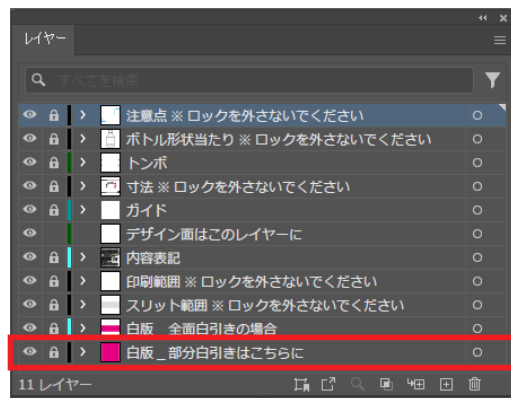 レイヤー
すべてを検索
注意点 ※ ロックを外さないでください
ボトル形状当たり ※ ロックを外さないでください
トンボ
寸法 ※ ロックを外さないでください
ガイド
デザイン面はこのレイヤーに
内容表記
印刷範囲 ※ ロックを外さないでください
スリット範囲 ※ ロックを外さないでください
白版　全面白引きの場合
白版 _ 部分白引きはこちらに
11 レイヤー